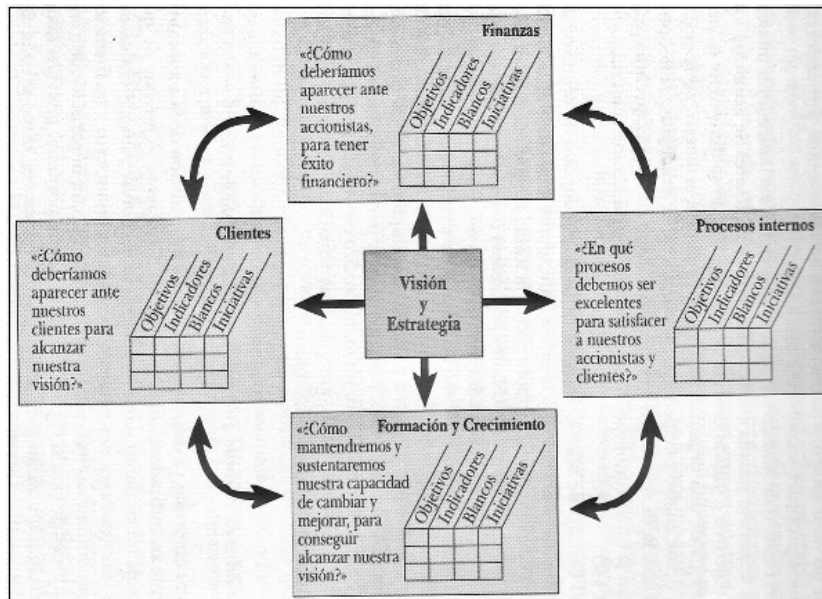 Finanzas
«¿Cómo
deberíamos
aparecer ante
nuestros
accionistas,
para tener
éxito
financiero?»
Objetivos
Indicadores
Blancos
Iniciativas
Clientes
«¿Cómo
deberíamos
aparecer ante
nuestros
clientes para
alcanzar
nuestra
visión?»
Objetivos
Indicadores
Blancos
Iniciativas
Visión
y
Estrategia
Procesos internos
«¿En qué
procesos
debemos ser
excelentes
para satisfacer
a nuestros
accionistas y
clientes?»
Objetivos
Indicadores
Blancos
Iniciativas
Formación y Crecimiento
«¿Cómo
mantendremos y
sustentaremos
nuestra capacidad
de cambiar y
mejorar, para
conseguir
alcanzar nuestra
visión?»
Objetivos
Indicadores
Blancos
Iniciativas